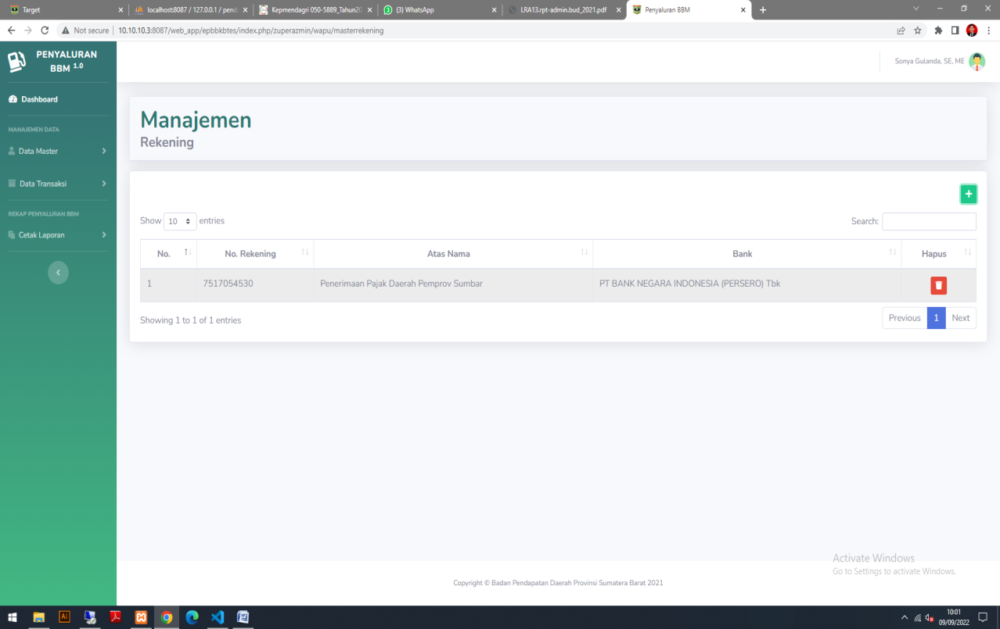 Target
localhost:8087 / 127.0.0.1 / pend
Kepmendagri 050-5889_Tahun20
(3) WhatsApp
LRA13.rpt-admin.bud_2021.pdf
Penyaluran BBM
Not secure
10.10.10.3:8087/web_app/epbbkbtes/index.php/zuperazmin/wapu/masterrekening
PENYALURAN
BBM 1.0
Sonya Gulanda, SE, ME
Dashboard
MANAJEMEN DATA
Data Master
Data Transaksi
REKAP PENYALURAN BBM
Cetak Laporan
Manajemen
Rekening
+
Show 10 entries
Search:
No. No. Rekening Atas Nama Bank Hapus
1 7517054530 Penerimaan Pajak Daerah Pemprov Sumbar PT BANK NEGARA INDONESIA (PERSERO) Tbk
Showing 1 to 1 of 1 entries
Previous 1 Next
Activate Windows
Go to Settings to activate Windows.
Copyright © Badan Pendapatan Daerah Provinsi Sumatera Barat 2021
Ai
10:01
09/09/2022